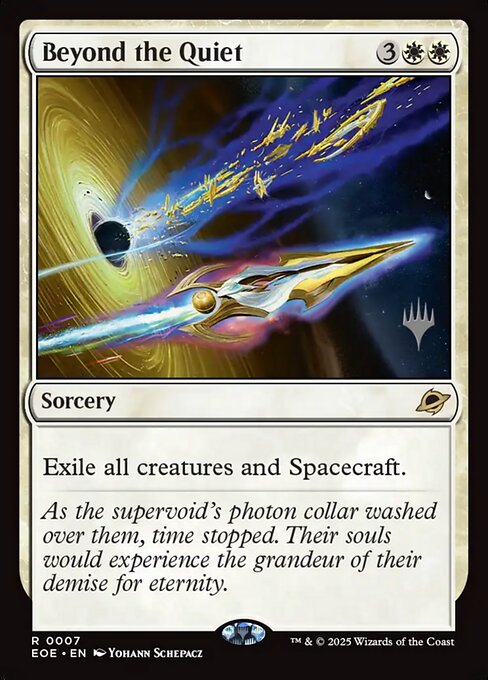 Beyond the Quiet 3
Sorcery
Exile all creatures and Spacecraft.
As the supervoid's photon collar washed
over them, time stopped. Their souls
would experience the grandeur of their
demise for eternity.
R 0007
EOE • EN Yohann Schepacz
™ & © 2025 Wizards of the Coast